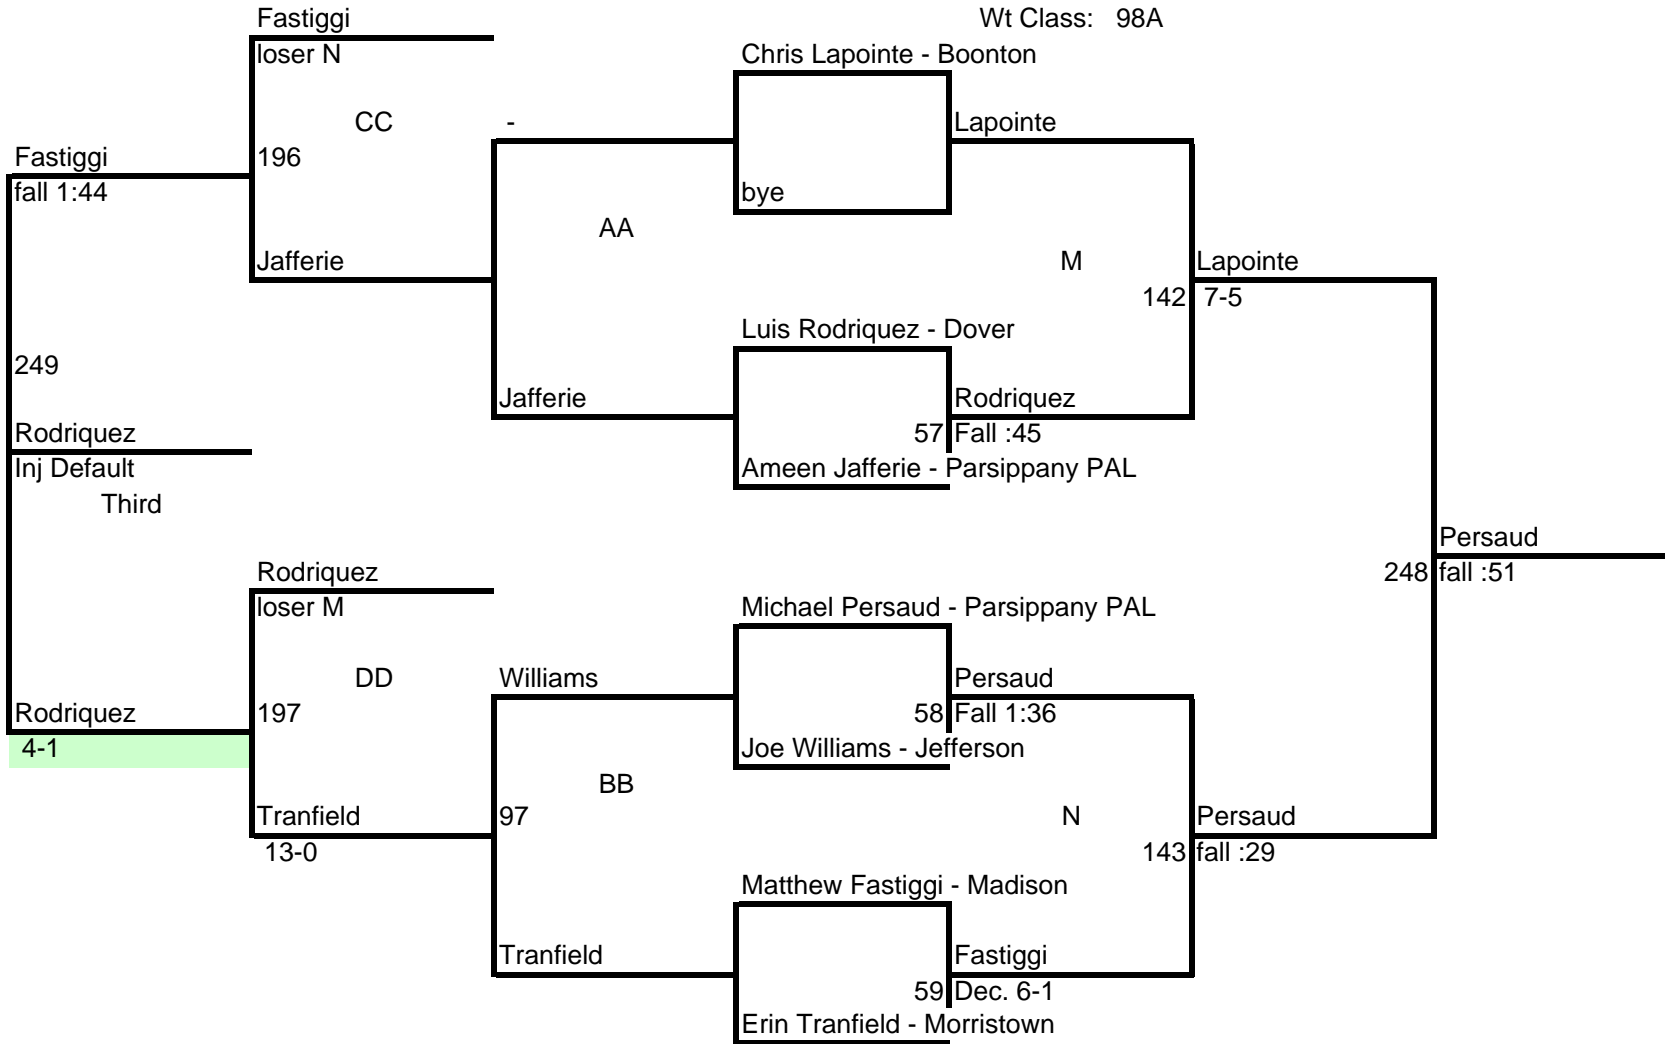 Fastiggi
Wt Class: 98A
loser N
Chris Lapointe - Boonton
CC
-
Lapointe
Fastiggi
196
fall 1:44
bye
AA
Jafferie
M
Lapointe
142
7-5
Luis Rodriquez - Dover
249
Jafferie
Rodriquez
Rodriquez
57
Fall :45
Inj Default
Ameen Jafferie - Parsippany PAL
Third
Persaud
Rodriquez
248
fall :51
loser M
Michael Persaud - Parsippany PAL
DD
Williams
Persaud
Rodriquez
197
58
Fall 1:36
4-1
Joe Williams - Jefferson
BB
Tranfield
97
N
Persaud
13-0
143
fall :29
Matthew Fastiggi - Madison
Tranfield
Fastiggi
59
Dec. 6-1
Erin Tranfield - Morristown